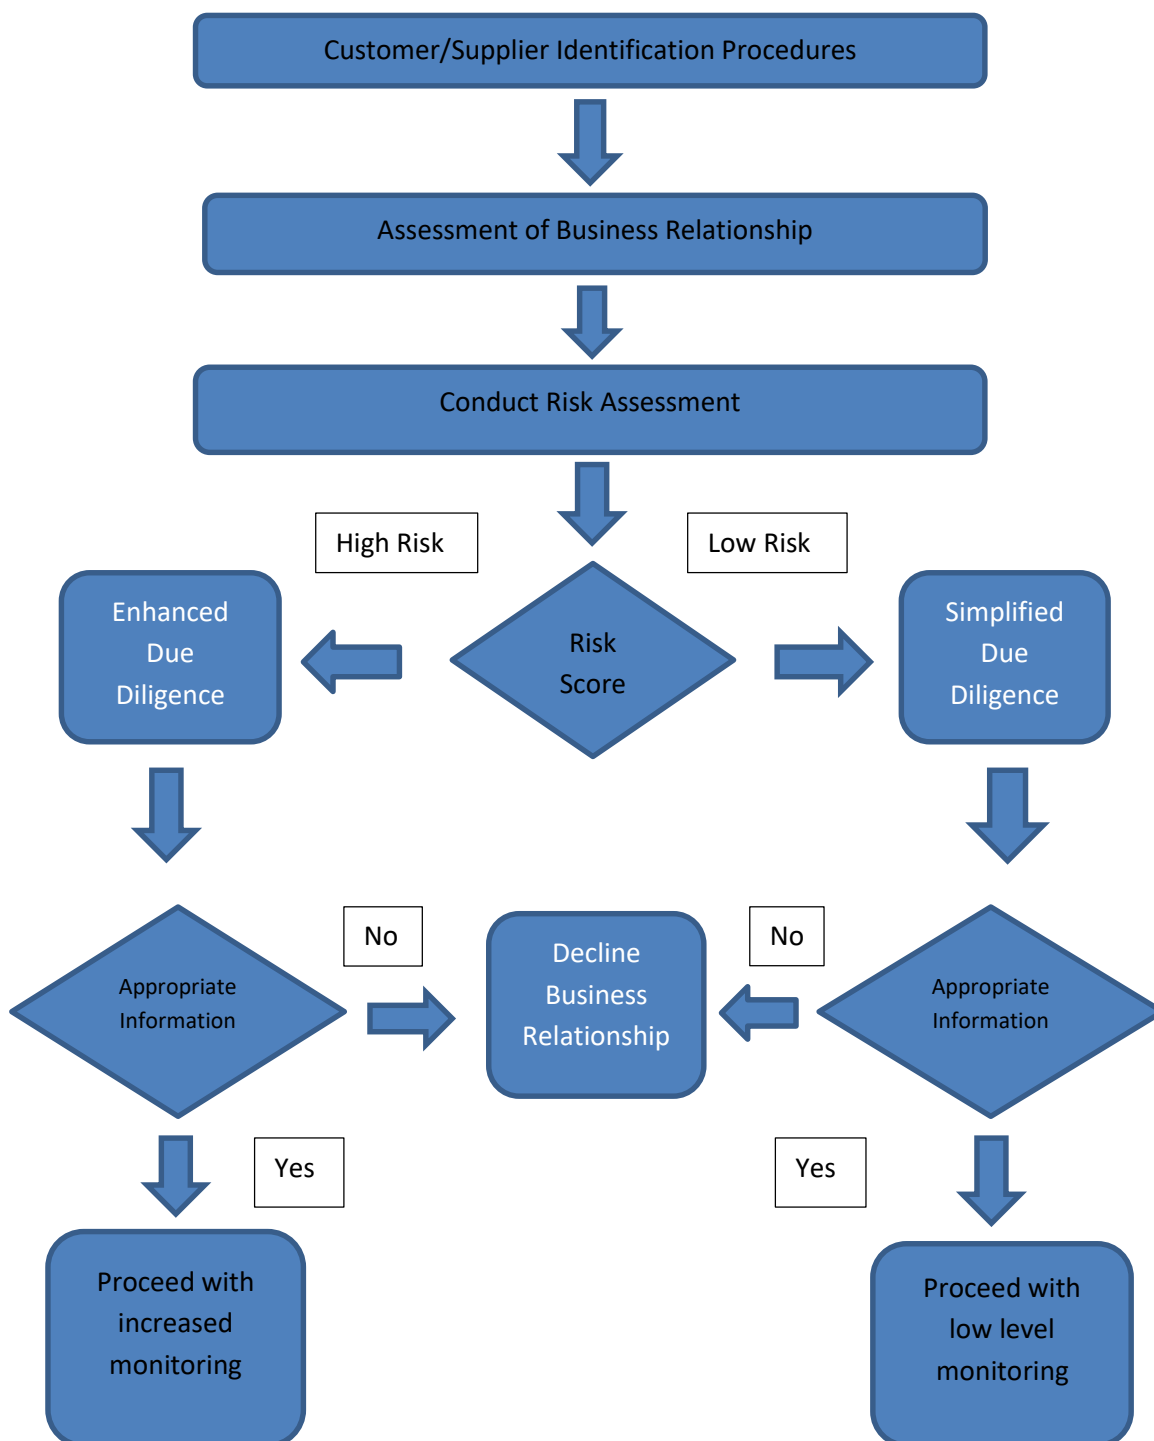 Customer/Supplier Identification Procedures
Assessment of Business Relationship
Conduct Risk Assessment
High Risk
Low Risk
Enhanced
Due
Diligence
Risk
Score
Simplified
Due
Diligence
Appropriate
Information
No
Decline
Business
Relationship
No
Appropriate
Information
Yes
Yes
Proceed with
increased
monitoring
Proceed with
low level
monitoring